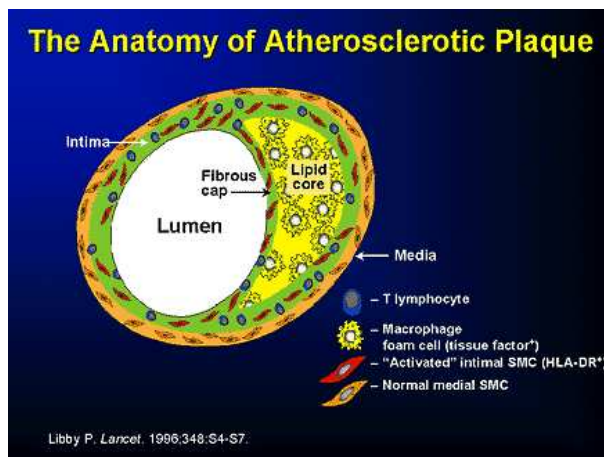 The Anatomy of Atherosclerotic Plaque
Intima
Fibrous
cap
Lipid
core
Lumen
Media
– T lymphocyte
– Macrophage
foam cell (tissue factor⁺)
– “Activated” intimal SMC (HLA-DR⁺)
– Normal medial SMC
Libby P. Lancet. 1996;348:S4-S7.